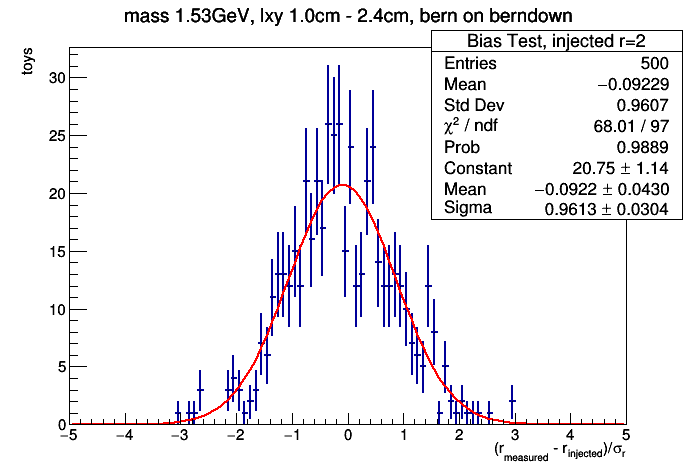 mass 1.53GeV, lxy 1.0cm - 2.4cm, bern on berndown
toys
Bias Test, injected r=2
Entries 500
Mean −0.09229
Std Dev 0.9607
χ² / ndf 68.01 / 97
Prob 0.9889
Constant 20.75 ± 1.14
Mean −0.0922 ± 0.0430
Sigma 0.9613 ± 0.0304
30
25
20
15
10
5
0
−5 −4 −3 −2 −1 0 1 2 3 4 5
(r_measured - r_injected)/σ_r